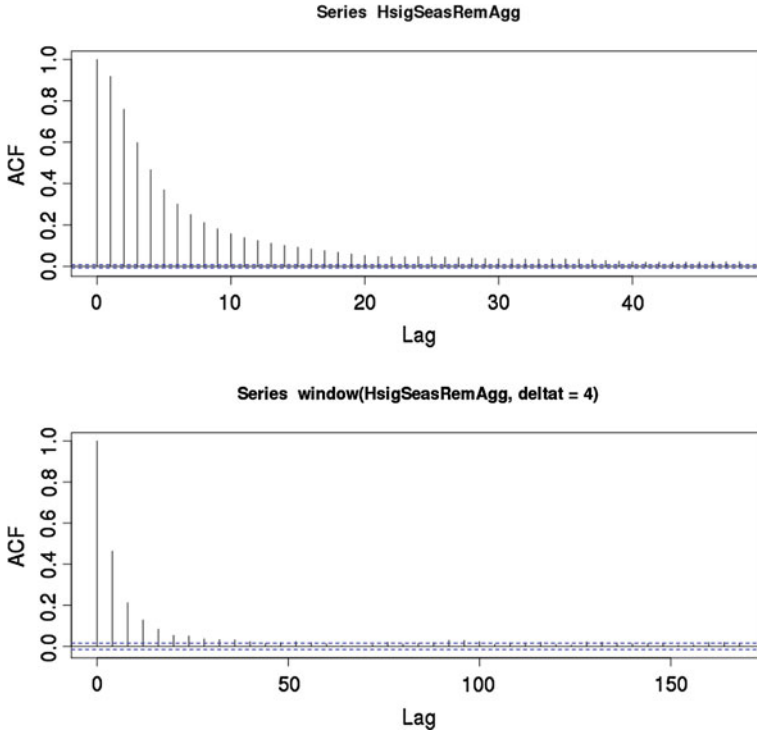 Series HsigSeasRemAgg
ACF
1.0
0.8
0.6
0.4
0.2
0.0
0 10 20 30 40
Lag
Series window(HsigSeasRemAgg, deltat = 4)
ACF
1.0
0.8
0.6
0.4
0.2
0.0
0 50 100 150
Lag